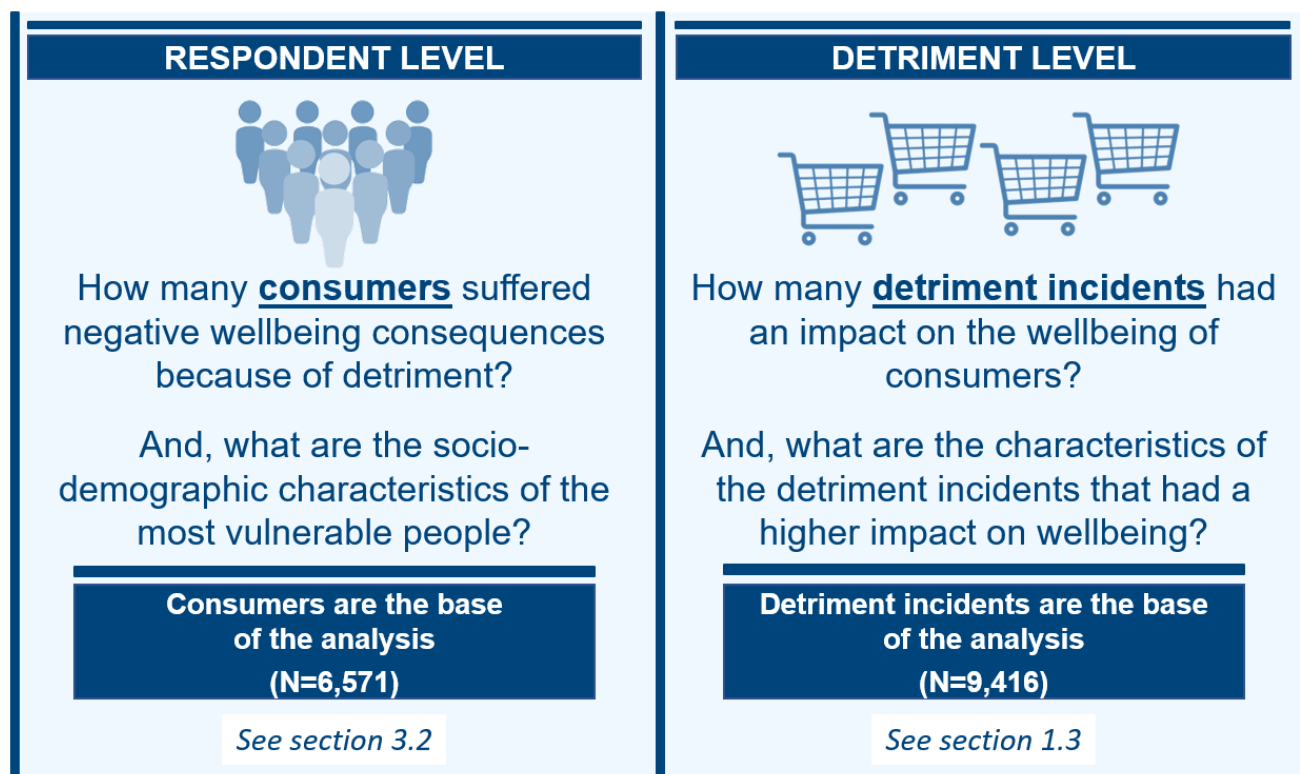 RESPONDENT LEVEL
How many consumers suffered
negative wellbeing consequences
because of detriment?
And, what are the socio-
demographic characteristics of the
most vulnerable people?
Consumers are the base
of the analysis
(N=6,571)
See section 3.2
DETRIMENT LEVEL
How many detriment incidents had
an impact on the wellbeing of
consumers?
And, what are the characteristics of
the detriment incidents that had a
higher impact on wellbeing?
Detriment incidents are the base
of the analysis
(N=9,416)
See section 1.3